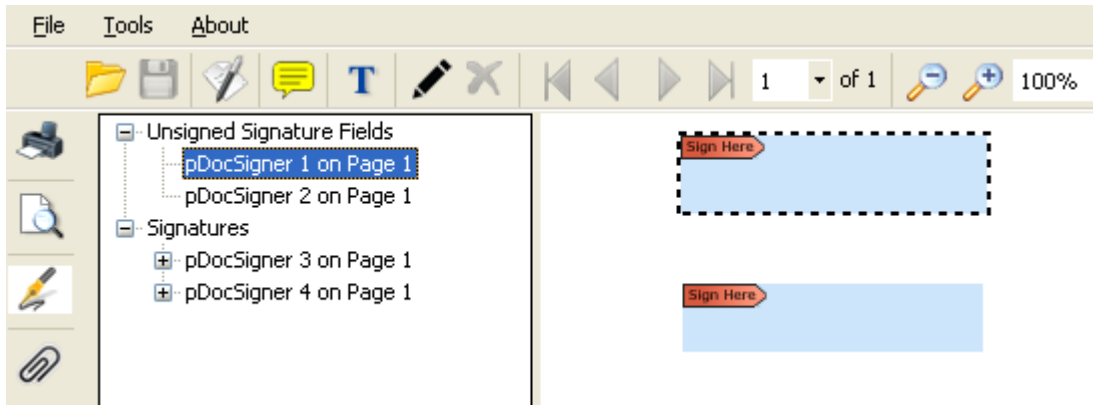 File Tools About
T 1 of 1 100%
Unsigned Signature Fields
pDocSigner 1 on Page 1
pDocSigner 2 on Page 1
Signatures
pDocSigner 3 on Page 1
pDocSigner 4 on Page 1
Sign Here
Sign Here